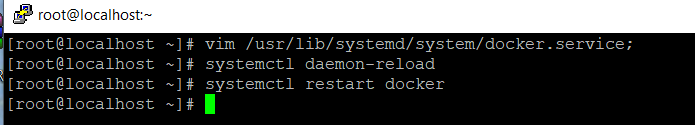 root@localhost:~
[root@localhost ~]# vim /usr/lib/systemd/system/docker.service;
[root@localhost ~]# systemctl daemon-reload
[root@localhost ~]# systemctl restart docker
[root@localhost ~]#